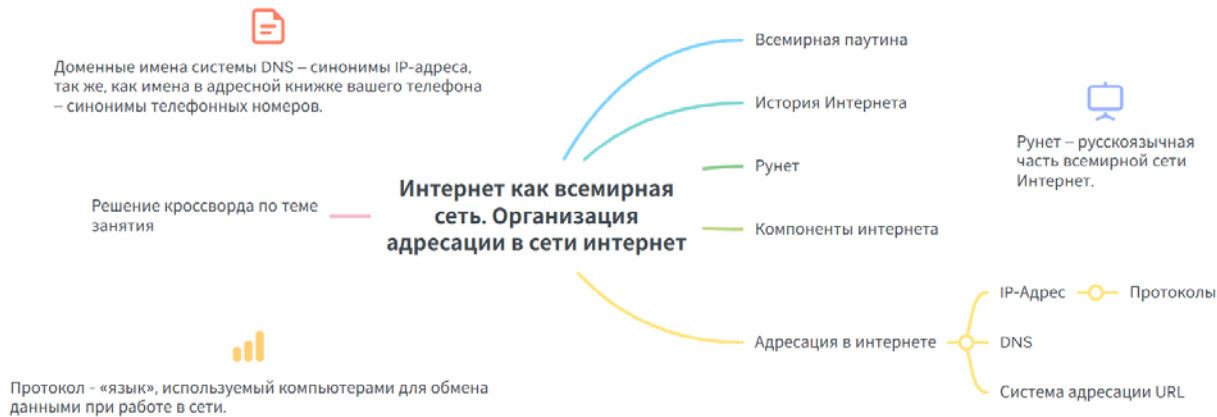 Доменные имена системы DNS – синонимы IP-адреса,
так же, как имена в адресной книжке вашего телефона
– синонимы телефонных номеров.
Решение кроссворда по теме
занятия
Протокол - «язык», используемый компьютерами для обмена
данными при работе в сети.
Интернет как всемирная
сеть. Организация
адресации в сети интернет
Всемирная паутина
История Интернета
Рунет
Компоненты интернета
Адресация в интернете
IP-Адрес
Протоколы
DNS
Система адресации URL
Рунет – русскоязычная
часть всемирной сети
Интернет.